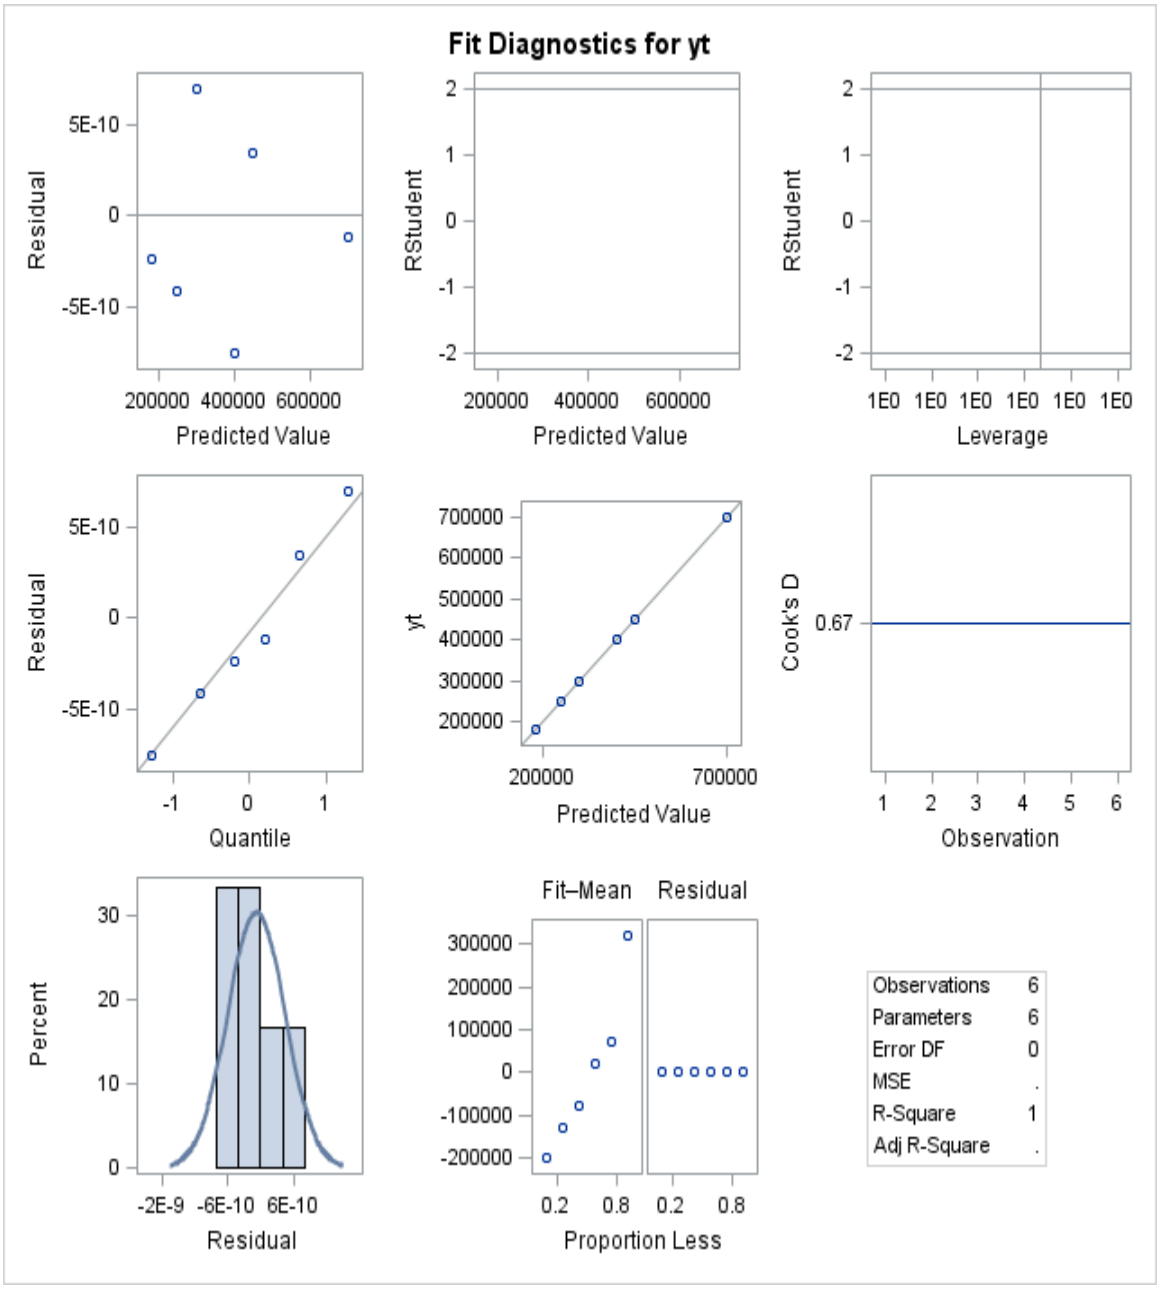 Fit Diagnostics for yt
5E-10
0
-5E-10
Residual
200000 400000 600000
Predicted Value
2
1
0
-1
-2
RStudent
200000 400000 600000
Predicted Value
2
1
0
-1
-2
RStudent
1E0 1E0 1E0 1E0 1E0 1E0
Leverage
5E-10
0
-5E-10
Residual
-1 0 1
Quantile
700000
600000
500000
400000
300000
200000
yt
200000 700000
Predicted Value
Cook's D
0.67
1 2 3 4 5 6
Observation
30
20
10
0
Percent
-2E-9 -6E-10 6E-10
Residual
Fit–Mean Residual
300000
200000
100000
0
-100000
-200000
0.2 0.8 0.2 0.8
Proportion Less
Observations 6
Parameters 6
Error DF 0
MSE .
R-Square 1
Adj R-Square .